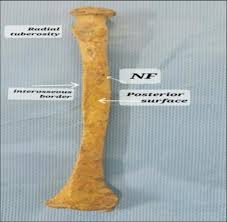 Radial
tuberosity
NF
interosseous
border
Posterior
surface